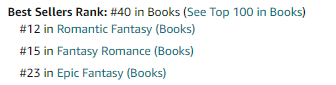 Best Sellers Rank: #40 in Books (See Top 100 in Books)
#12 in Romantic Fantasy (Books)
#15 in Fantasy Romance (Books)
#23 in Epic Fantasy (Books)